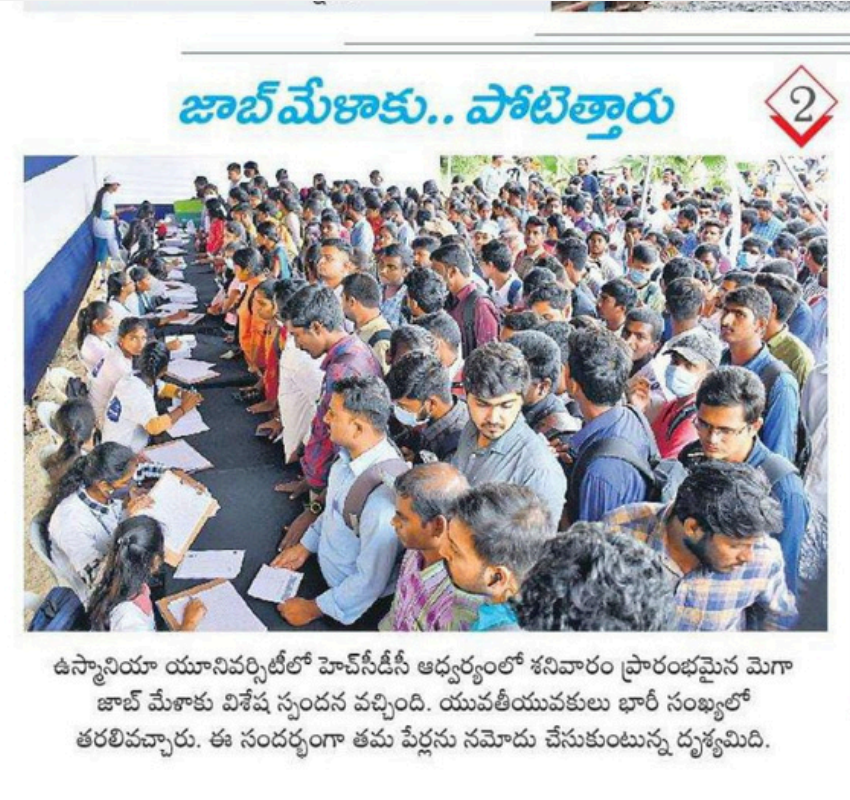 జాబ్‌మేళాకు.. పోటెత్తారు
2
ఉస్మానియా యూనివర్సిటీలో హెచ్‌సీడీసీ ఆధ్వర్యంలో శనివారం ప్రారంభమైన మెగా
జాబ్ మేళాకు విశేష స్పందన వచ్చింది. యువతీయువకులు భారీ సంఖ్యలో
తరలివచ్చారు. ఈ సందర్భంగా తమ పేర్లను నమోదు చేసుకుంటున్న దృశ్యమిది.